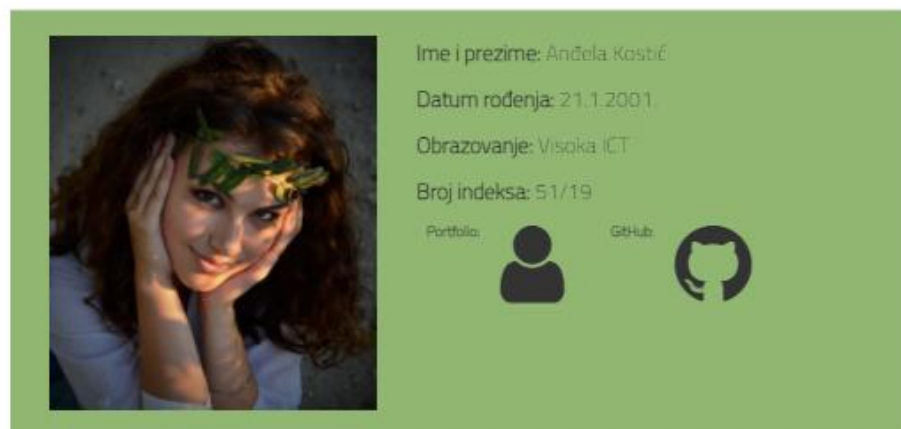 Ime i prezime: Anđela Kostić
Datum rođenja: 21.1.2001.
Obrazovanje: Visoka ICT
Broj indeksa: 51/19
Portfolio: GitHub: